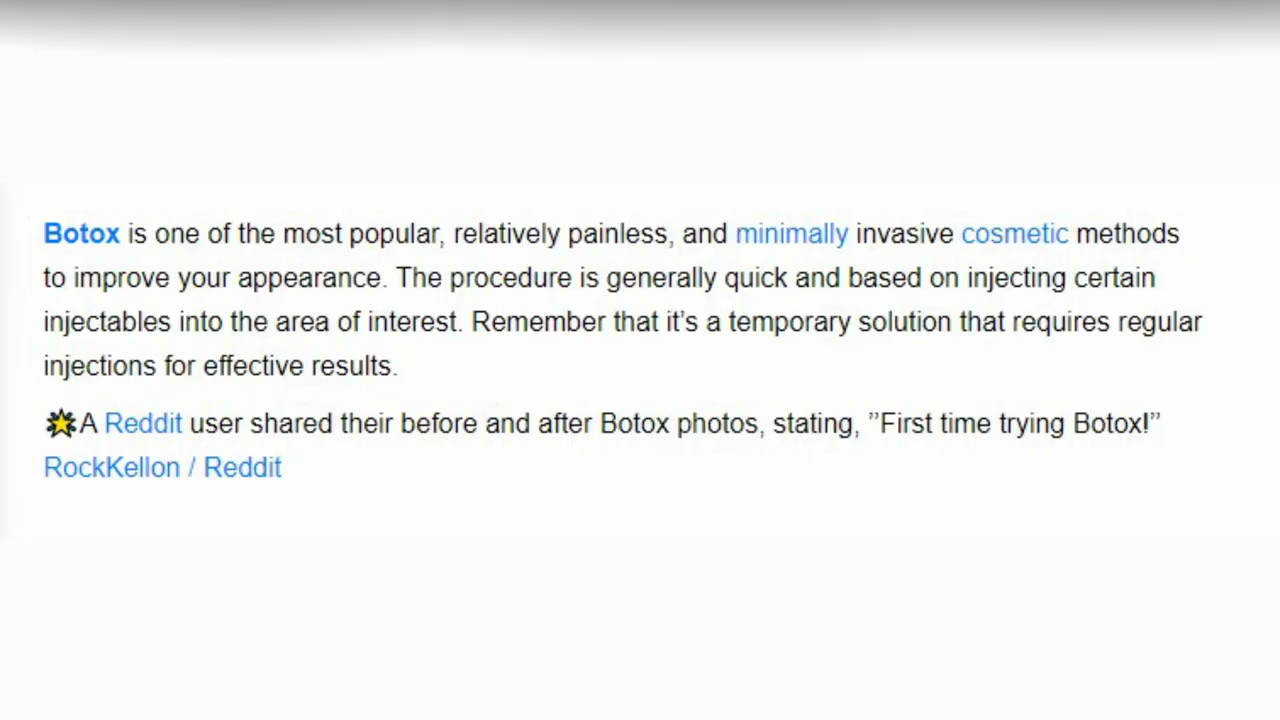 Botox is one of the most popular, relatively painless, and minimally invasive cosmetic methods
to improve your appearance. The procedure is generally quick and based on injecting certain
injectables into the area of interest. Remember that it’s a temporary solution that requires regular
injections for effective results.
🌟A Reddit user shared their before and after Botox photos, stating, ”First time trying Botox!”
RockKellon / Reddit